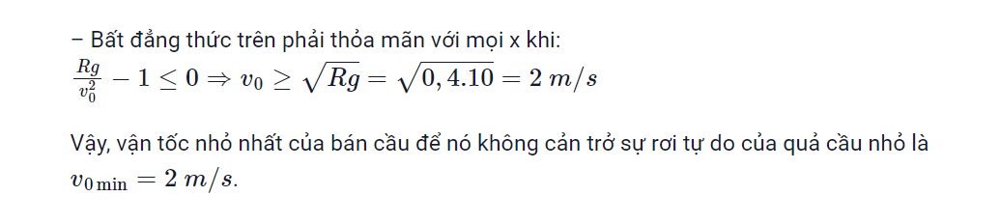 – Bất đẳng thức trên phải thỏa mãn với mọi x khi:
$\frac{Rg}{v_0^2} - 1 \leq 0 \Rightarrow v_0 \geq \sqrt{Rg} = \sqrt{0,4.10} = 2 \ m/s$
Vậy, vận tốc nhỏ nhất của bán cầu để nó không cản trở sự rơi tự do của quả cầu nhỏ là
$v_{0 \min} = 2 \ m/s$.